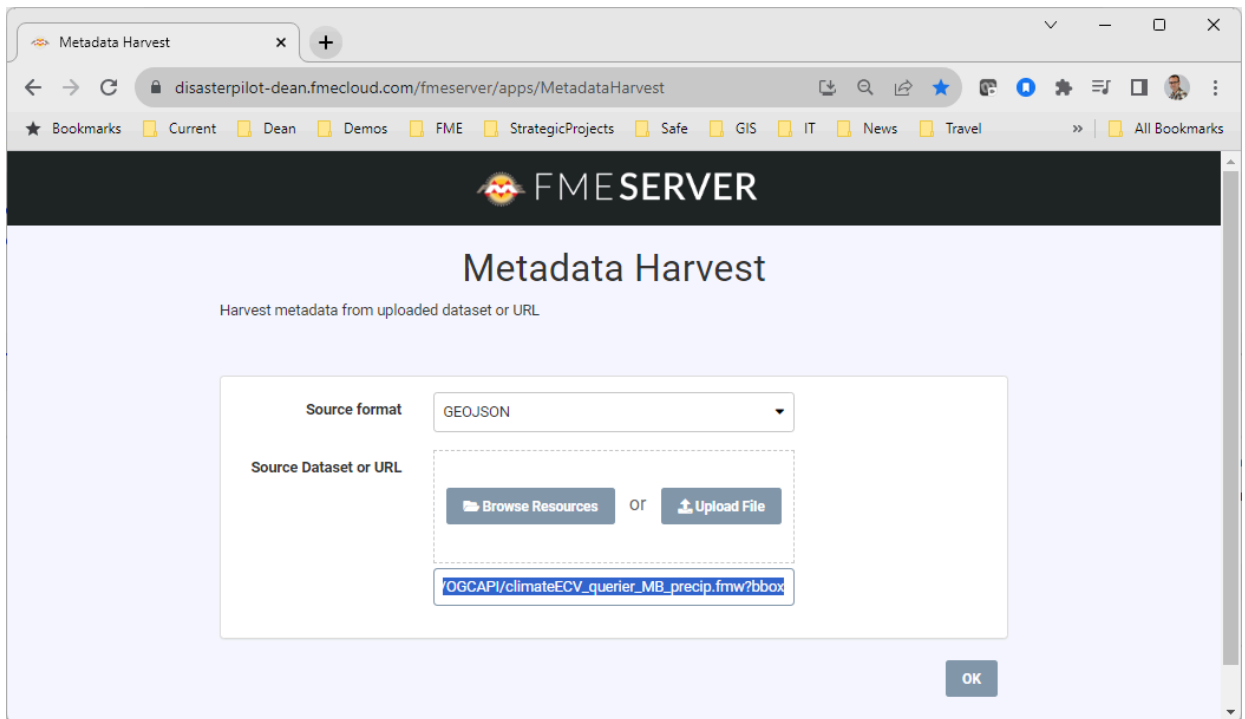 Metadata Harvest
disasterpilot-dean.fmecloud.com/fmeserver/apps/MetadataHarvest
Bookmarks Current Dean Demos FME StrategicProjects Safe GIS IT News Travel » All Bookmarks
FMESERVER
Metadata Harvest
Harvest metadata from uploaded dataset or URL
Source format GEOJSON
Source Dataset or URL
Browse Resources or Upload File
/OGCAPI/climateECV_querier_MB_precip.fmw?bbox
OK